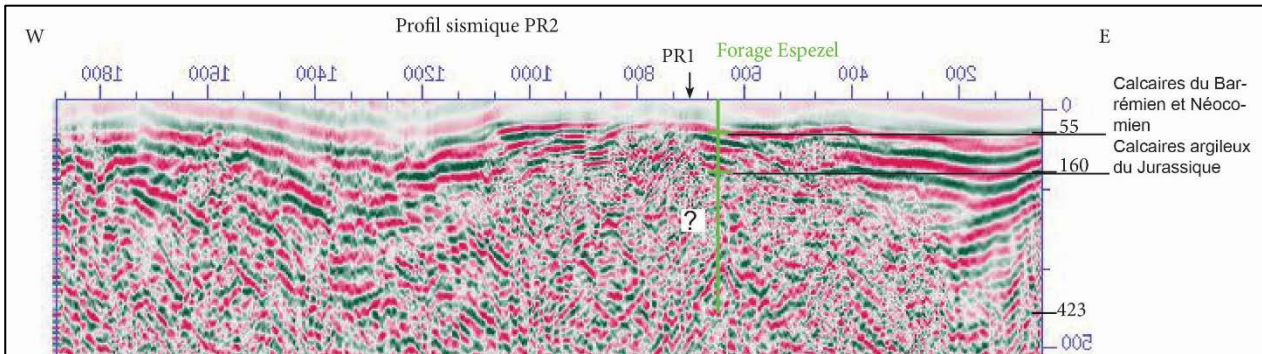 Profil sismique PR2
W
E
PR1
Forage Espezel
1800
1600
1400
1200
1000
800
600
400
200
Calcaires du Bar-
rémien et Néoco-
mien
Calcaires argileux
du Jurassique
0
55
160
?
423
500